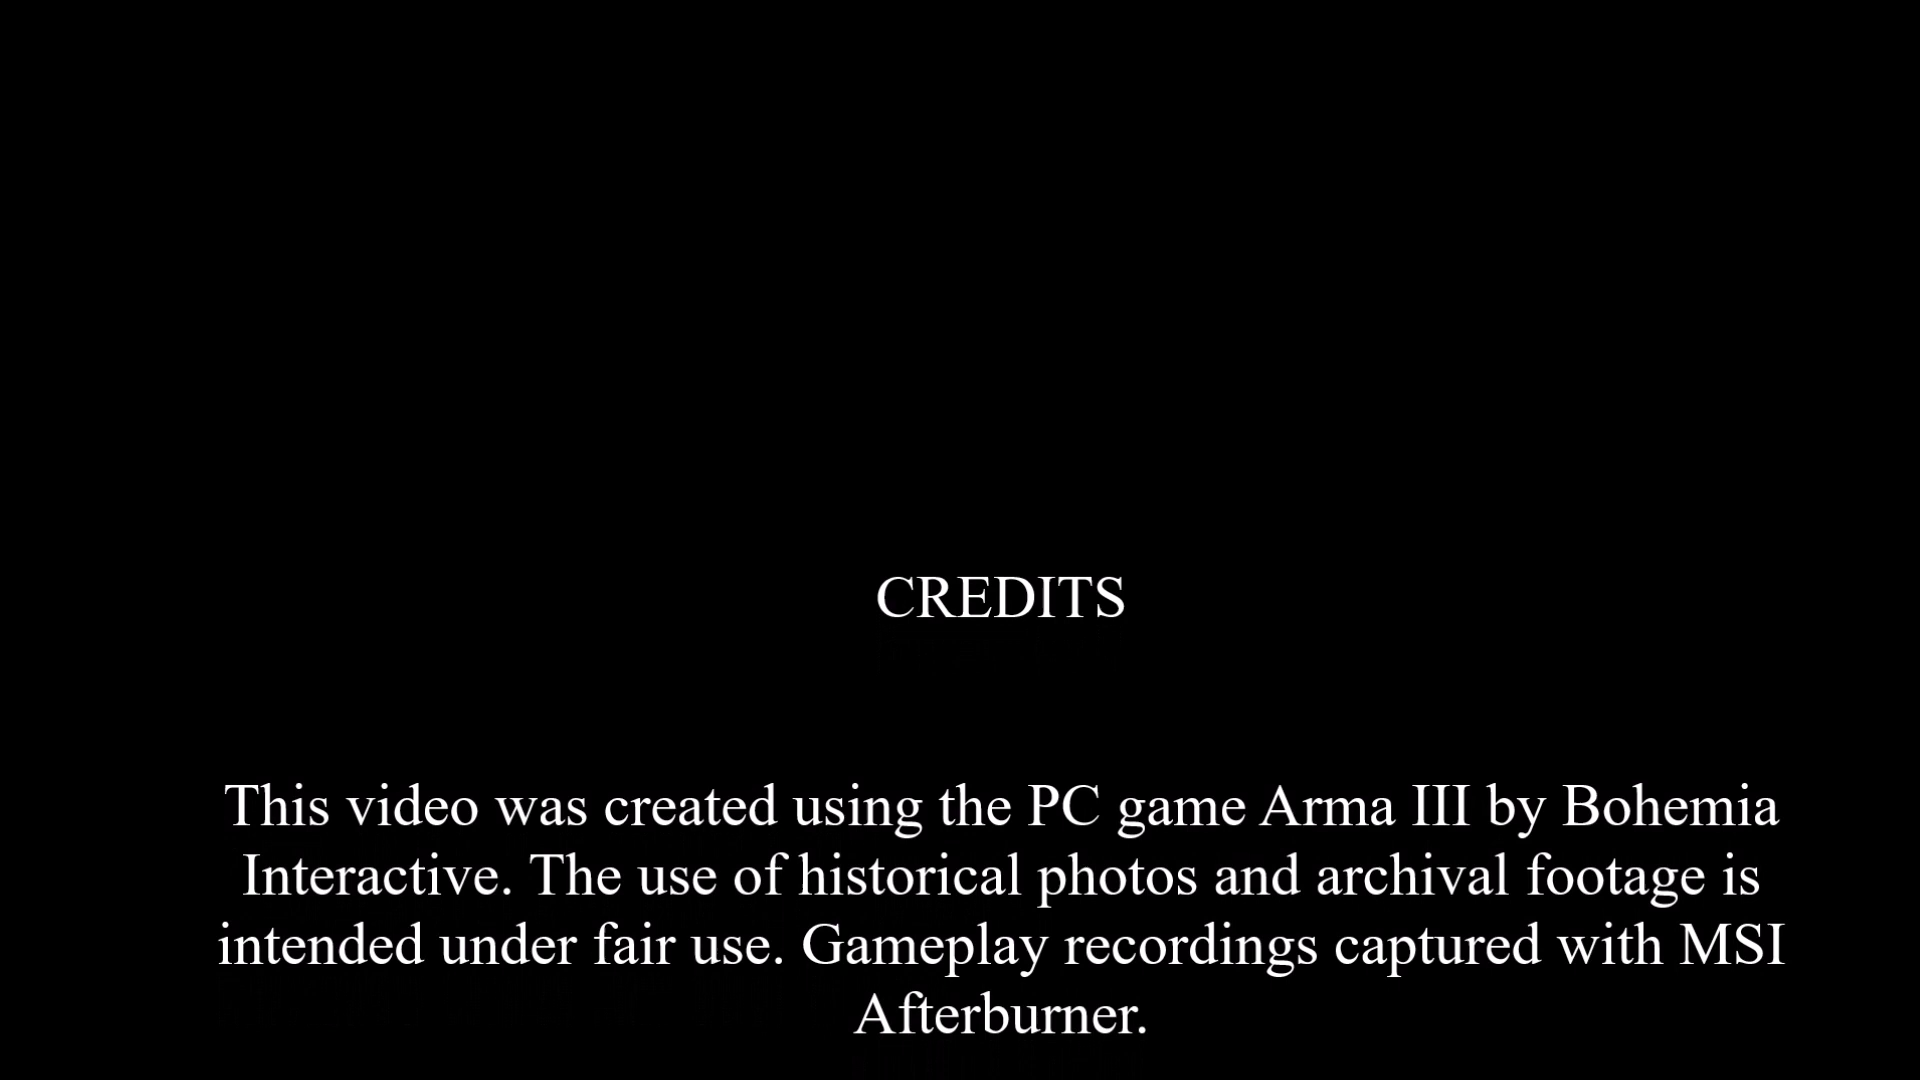 CREDITS
This video was created using the PC game Arma III by Bohemia
Interactive. The use of historical photos and archival footage is
intended under fair use. Gameplay recordings captured with MSI
Afterburner.